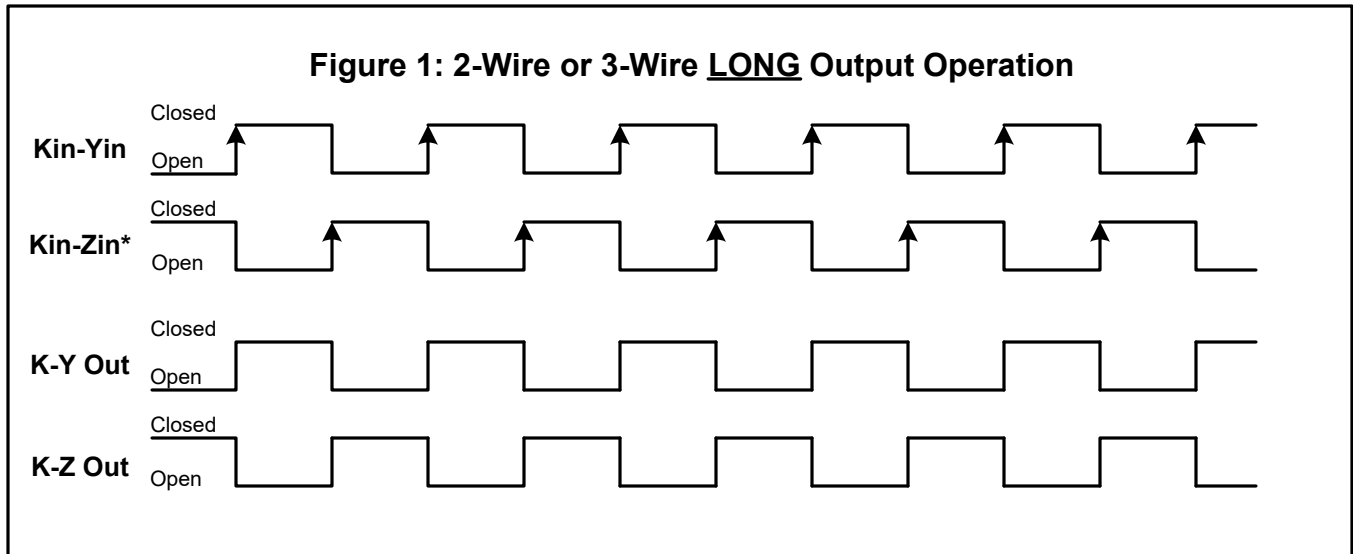 Figure 1: 2-Wire or 3-Wire LONG Output Operation
Closed
Kin-Yin
Open
Closed
Kin-Zin*
Open
Closed
K-Y Out
Open
Closed
K-Z Out
Open